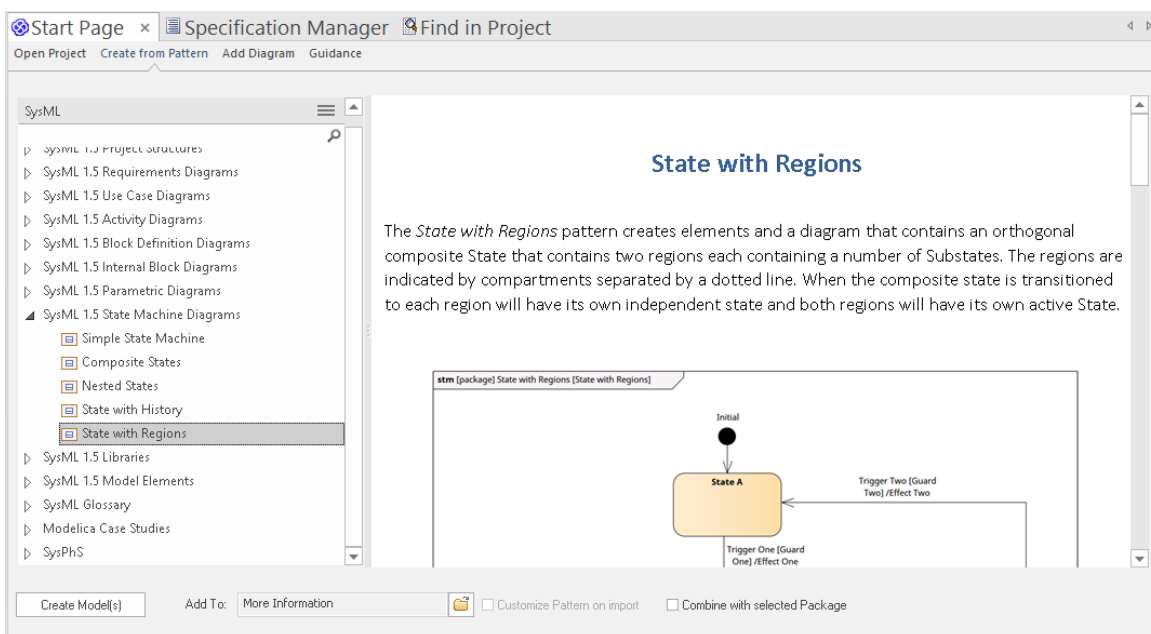 Start Page × Specification Manager Find in Project
Open Project Create from Pattern Add Diagram Guidance
SysML
SysML 1.5 Project Structures
SysML 1.5 Requirements Diagrams
SysML 1.5 Use Case Diagrams
SysML 1.5 Activity Diagrams
SysML 1.5 Block Definition Diagrams
SysML 1.5 Internal Block Diagrams
SysML 1.5 Parametric Diagrams
SysML 1.5 State Machine Diagrams
Simple State Machine
Composite States
Nested States
State with History
State with Regions
SysML 1.5 Libraries
SysML 1.5 Model Elements
SysML Glossary
Modelica Case Studies
SysPhS
State with Regions
The State with Regions pattern creates elements and a diagram that contains an orthogonal
composite State that contains two regions each containing a number of Substates. The regions are
indicated by compartments separated by a dotted line. When the composite state is transitioned
to each region will have its own independent state and both regions will have its own active State.
stm [package] State with Regions [State with Regions]
Initial
State A
Trigger Two [Guard
Two] /Effect Two
Trigger One [Guard
One] /Effect One
Create Model(s) Add To: More Information Customize Pattern on import Combine with selected Package